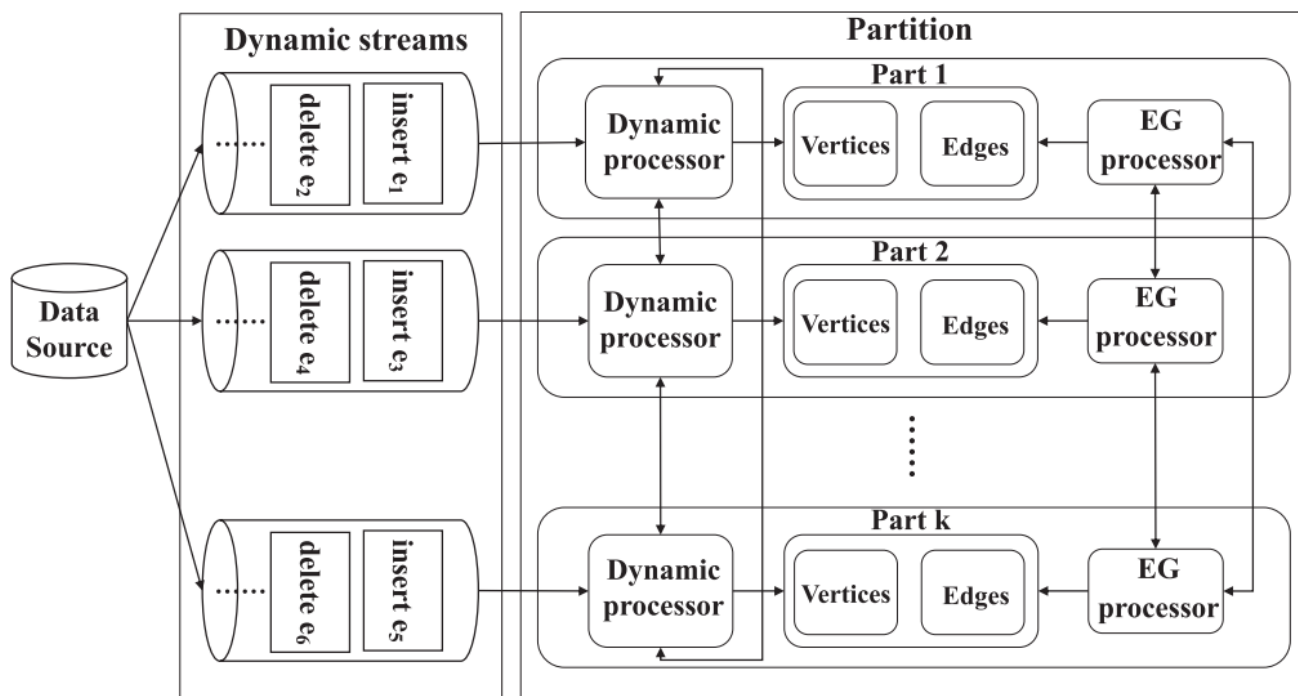 Dynamic streams
Partition
Data
Source
......
delete e₂
insert e₁
Part 1
Dynamic
processor
Vertices
Edges
EG
processor
......
delete e₄
insert e₃
Part 2
Dynamic
processor
Vertices
Edges
EG
processor
......
......
delete e₆
insert e₅
Part k
Dynamic
processor
Vertices
Edges
EG
processor